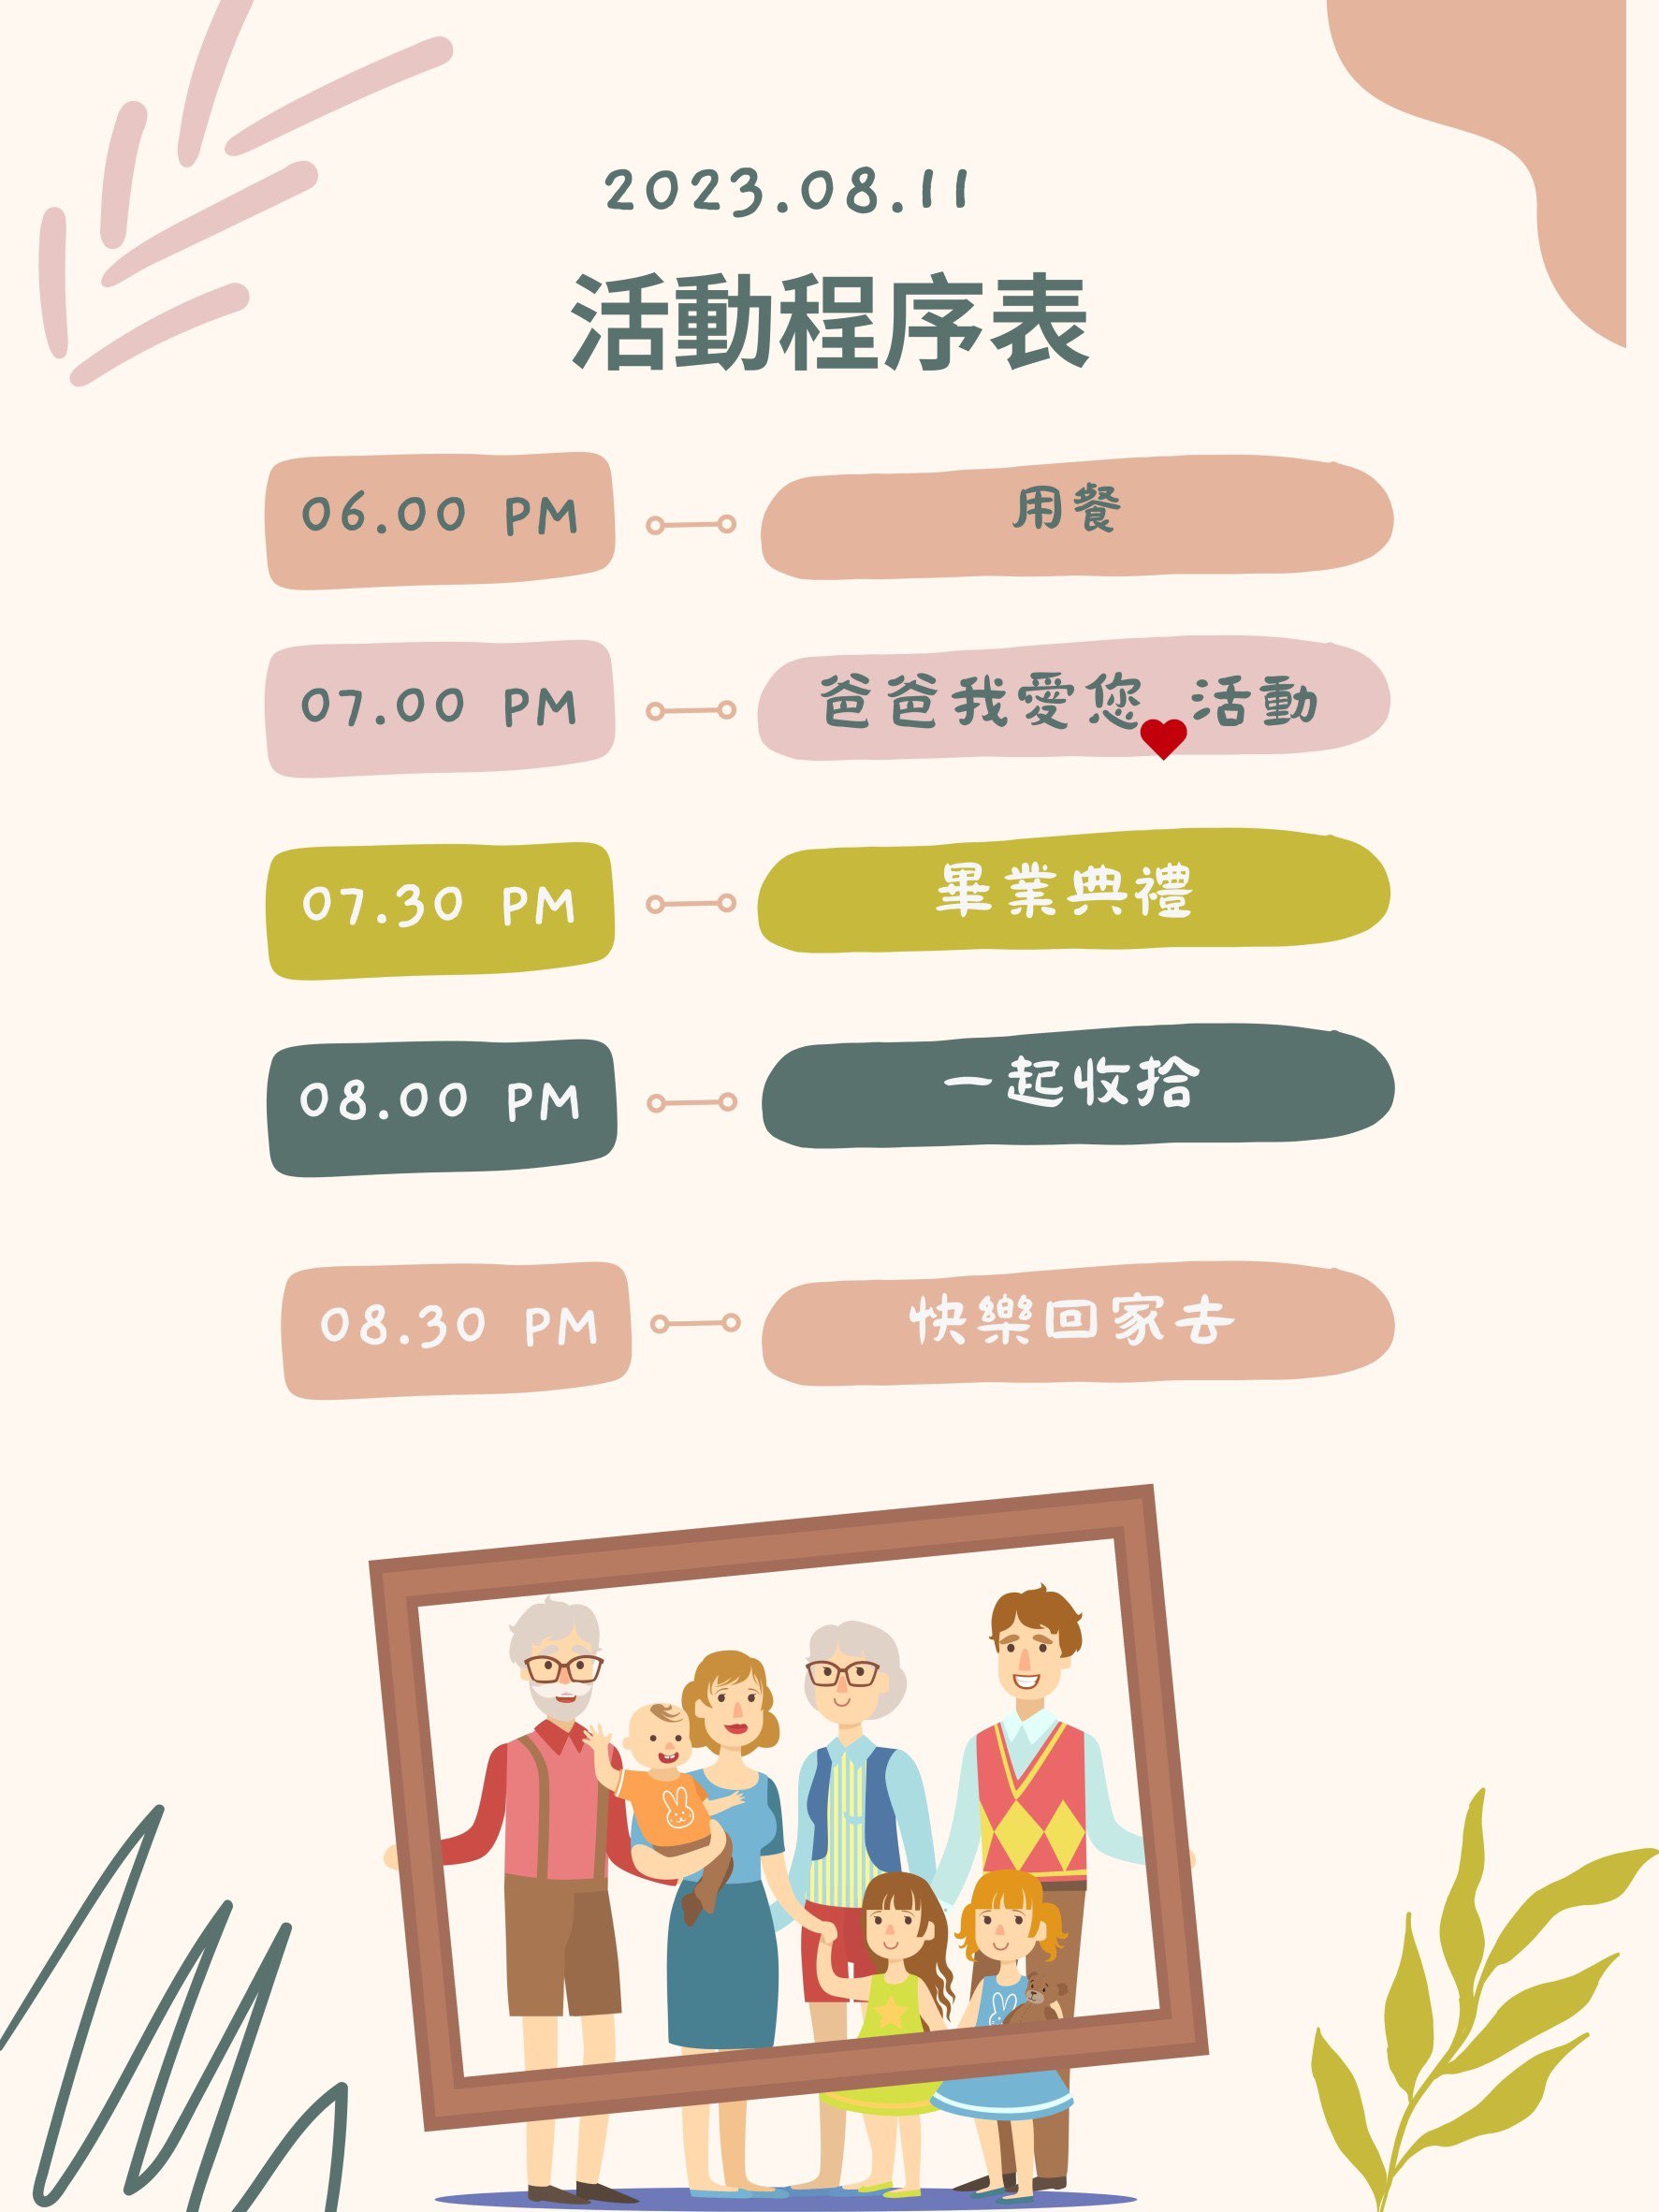 2023.08.11
活動程序表
06.00 PM
用餐
07.00 PM
爸爸我愛您 活動
07.30 PM
畢業典禮
08.00 PM
一起收拾
08.30 PM
快樂回家去